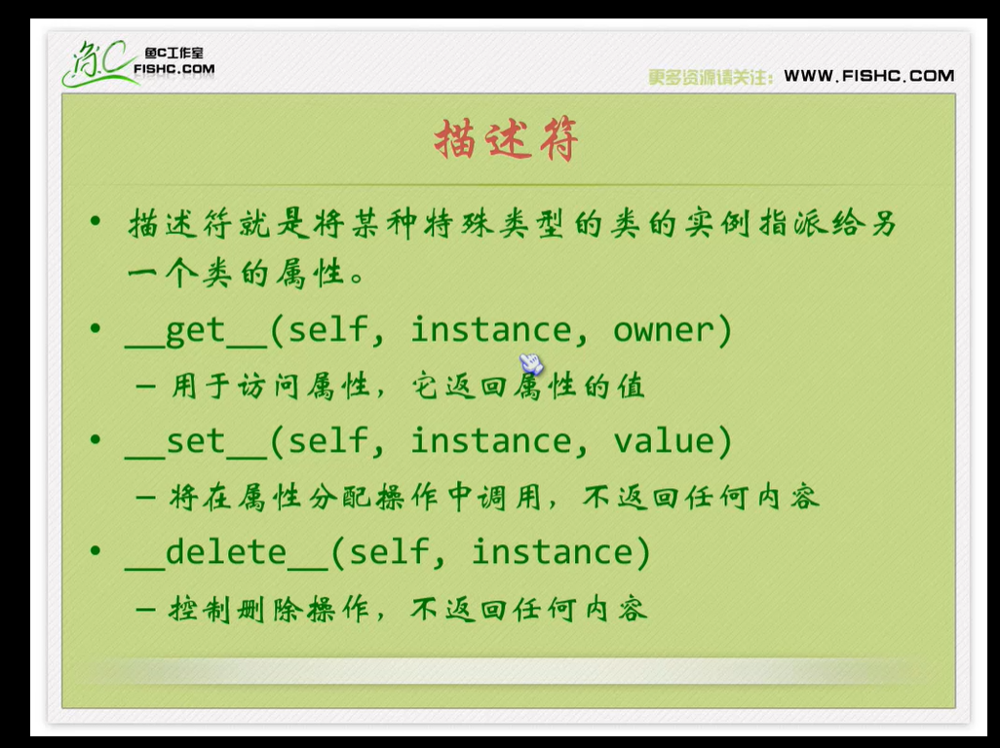 鱼C
鱼C工作室
FISHC.COM
更多资源请关注：WWW.FISHC.COM
描述符
• 描述符就是将某种特殊类型的类的实例指派给另
一个类的属性。
• __get__(self, instance, owner)
– 用于访问属性，它返回属性的值
• __set__(self, instance, value)
– 将在属性分配操作中调用，不返回任何内容
• __delete__(self, instance)
– 控制删除操作，不返回任何内容